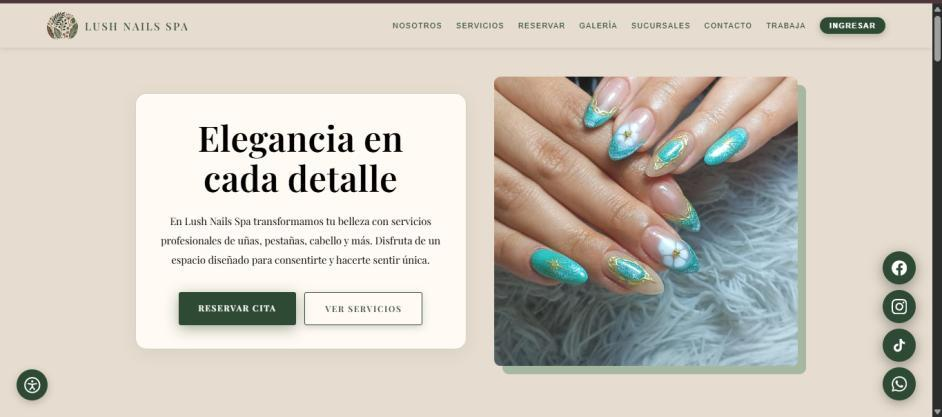 LUSH NAILS SPA
NOSOTROS SERVICIOS RESERVAR GALERÍA SUCURSALES CONTACTO TRABAJA INGRESAR
Elegancia en
cada detalle
En Lush Nails Spa transformamos tu belleza con servicios
profesionales de uñas, pestañas, cabello y más. Disfruta de un
espacio diseñado para consentirte y hacerte sentir única.
RESERVAR CITA
VER SERVICIOS